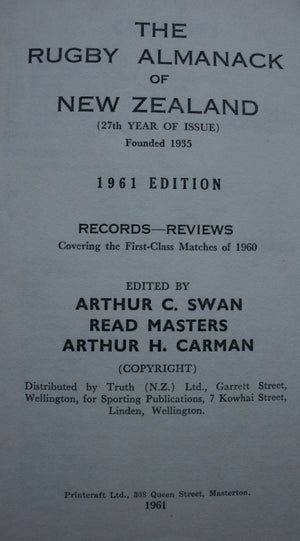 THE
RUGBY ALMANACK
OF
NEW ZEALAND
(27th YEAR OF ISSUE)
Founded 1935
1961 EDITION
RECORDS—REVIEWS
Covering the First-Class Matches of 1960
EDITED BY
ARTHUR C. SWAN
READ MASTERS
ARTHUR H. CARMAN
(COPYRIGHT)
Distributed by Truth (N.Z.) Ltd., Garrett Street,
Wellington, for Sporting Publications, 7 Kowhai Street,
Linden, Wellington.
Printcraft Ltd., 308 Queen Street, Masterton.
1961